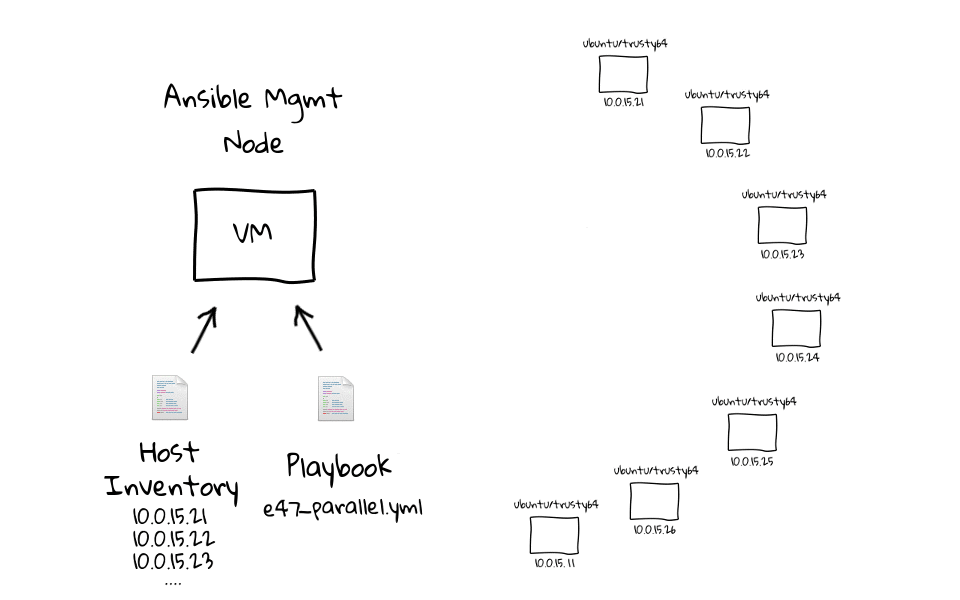 Ansible Mgmt
Node
VM
Host
Inventory
10.0.15.21
10.0.15.22
10.0.15.23
....
Playbook
e47_parallel.yml
ubuntu/trusty64
10.0.15.21
ubuntu/trusty64
10.0.15.22
ubuntu/trusty64
10.0.15.23
ubuntu/trusty64
10.0.15.24
ubuntu/trusty64
10.0.15.25
ubuntu/trusty64
10.0.15.26
ubuntu/trusty64
10.0.15.11